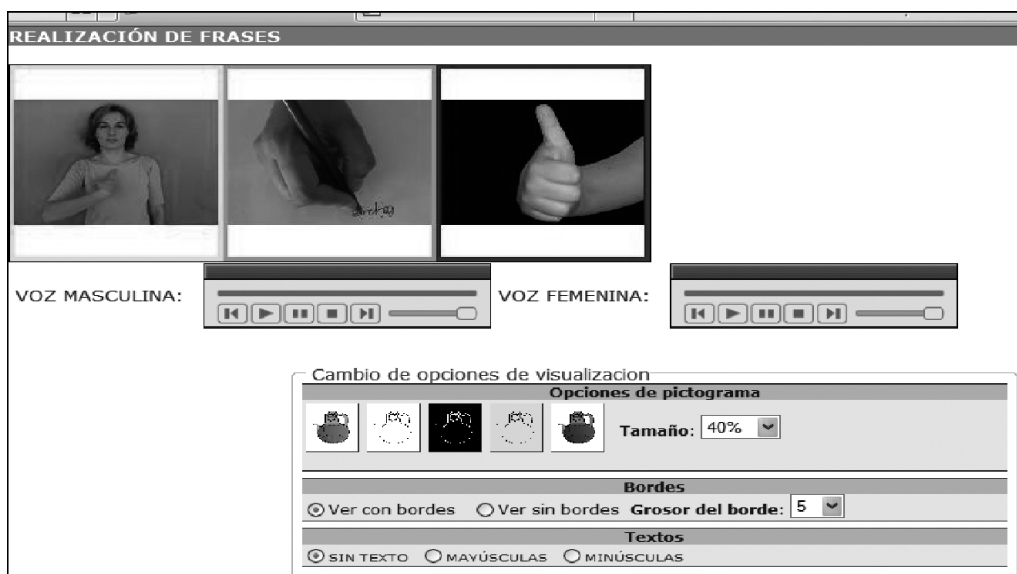 REALIZACIÓN DE FRASES
VOZ MASCULINA:
VOZ FEMENINA:
Cambio de opciones de visualizacion
Opciones de pictograma
Tamaño: 40%
Bordes
Ver con bordes Ver sin bordes Grosor del borde: 5
Textos
SIN TEXTO MAYÚSCULAS MINÚSCULAS